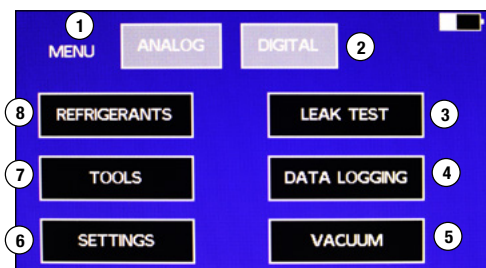 1
MENU ANALOG DIGITAL 2
8 REFRIGERANTS LEAK TEST 3
7 TOOLS DATA LOGGING 4
6 SETTINGS VACUUM 5